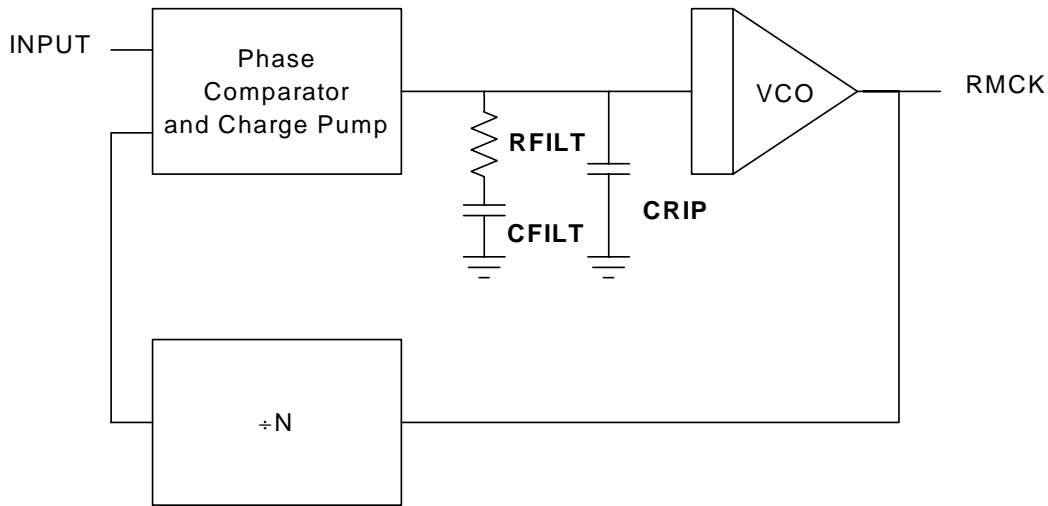 INPUT
Phase
Comparator
and Charge Pump
VCO
RMCK
RFILT
CRIP
CFILT
÷N